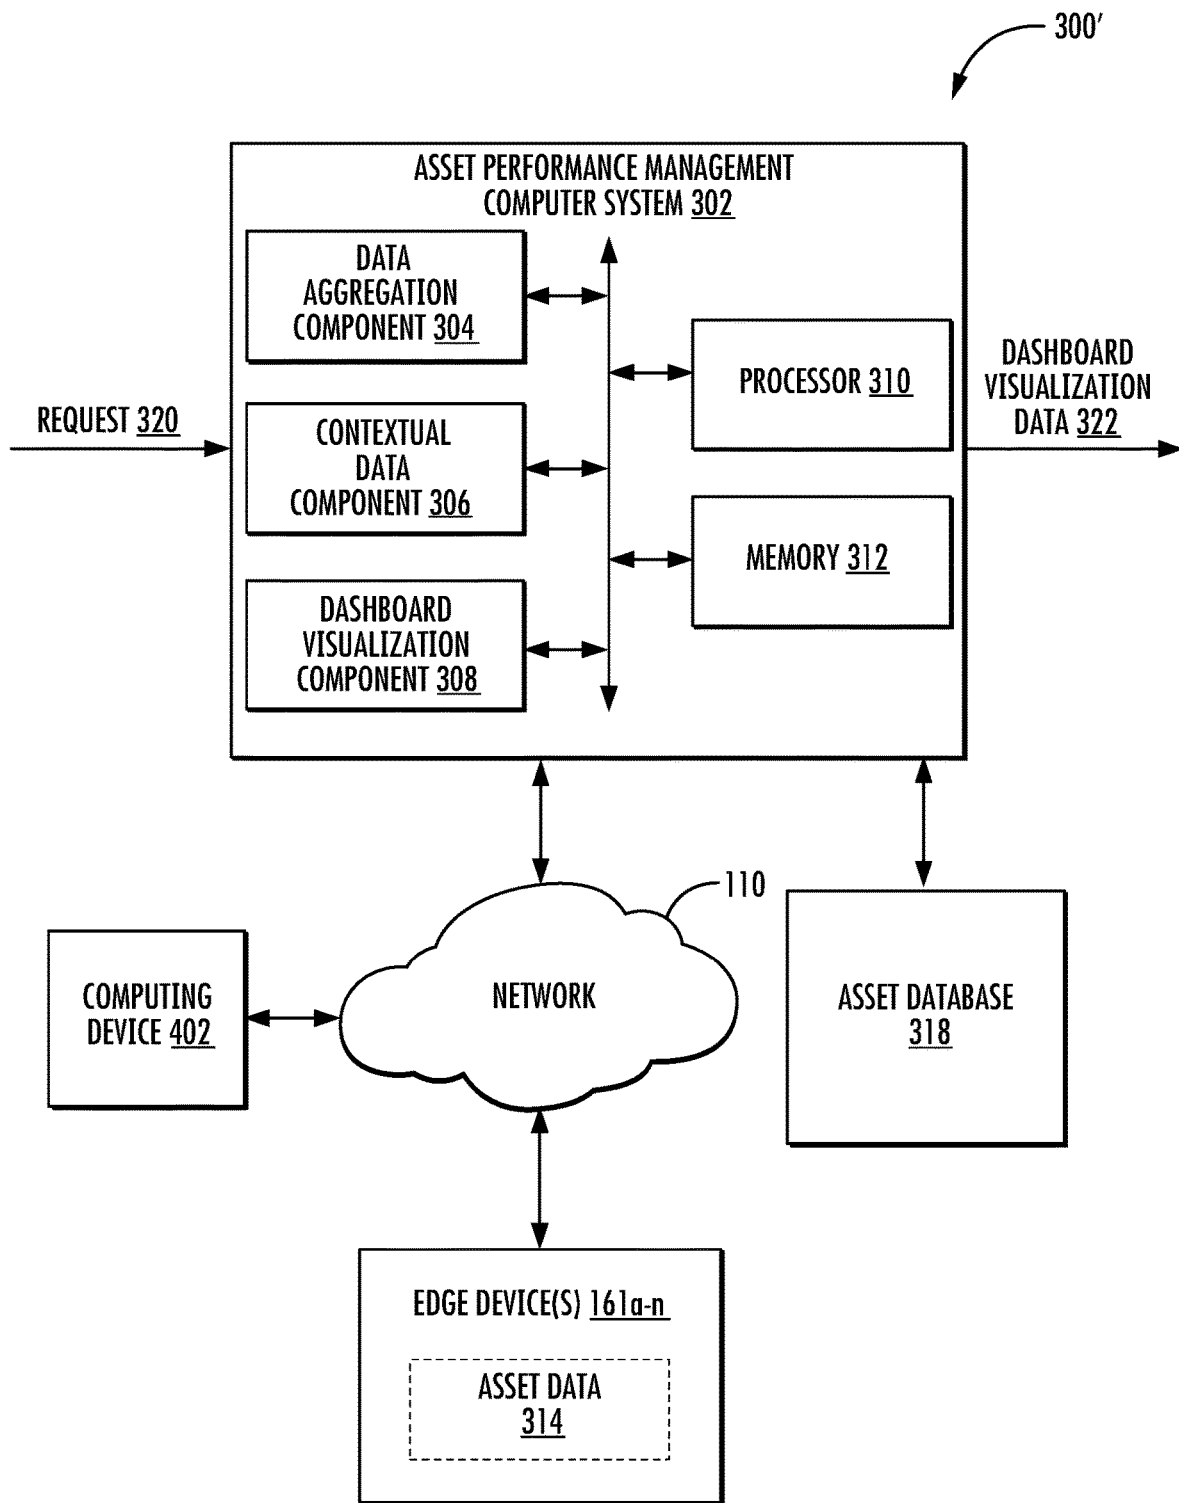 300'
ASSET PERFORMANCE MANAGEMENT
COMPUTER SYSTEM 302
DATA
AGGREGATION
COMPONENT 304
PROCESSOR 310
DASHBOARD
VISUALIZATION
DATA 322
REQUEST 320
CONTEXTUAL
DATA
COMPONENT 306
MEMORY 312
DASHBOARD
VISUALIZATION
COMPONENT 308
110
COMPUTING
DEVICE 402
NETWORK
ASSET DATABASE
318
EDGE DEVICE(S) 161a-n
ASSET DATA
314